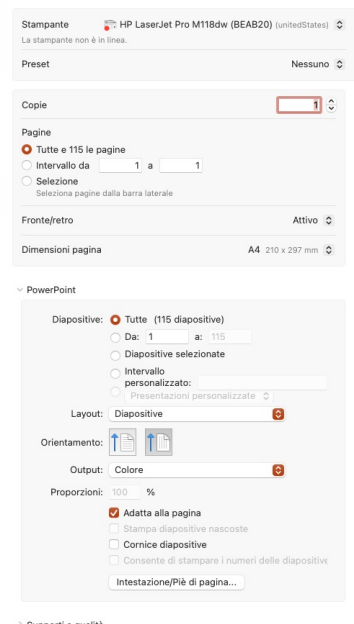 Stampante HP LaserJet Pro M118dw (BEAB20) (unitedStates)
La stampante non è in linea.
Preset Nessuno
Copie 1
Pagine
Tutte e 115 le pagine
Intervallo da 1 a 1
Selezione
Seleziona pagine dalla barra laterale
Fronte/retro Attivo
Dimensioni pagina A4 210 x 297 mm
PowerPoint
Diapositive: Tutte (115 diapositive)
Da: 1 a: 115
Diapositive selezionate
Intervallo
personalizzato:
Presentazioni personalizzate
Layout: Diapositive
Orientamento:
Output: Colore
Proporzioni: 100 %
Adatta alla pagina
Stampa diapositive nascoste
Cornice diapositive
Consente di stampare i numeri delle diapositive
Intestazione/Piè di pagina...
Supporti e qualità